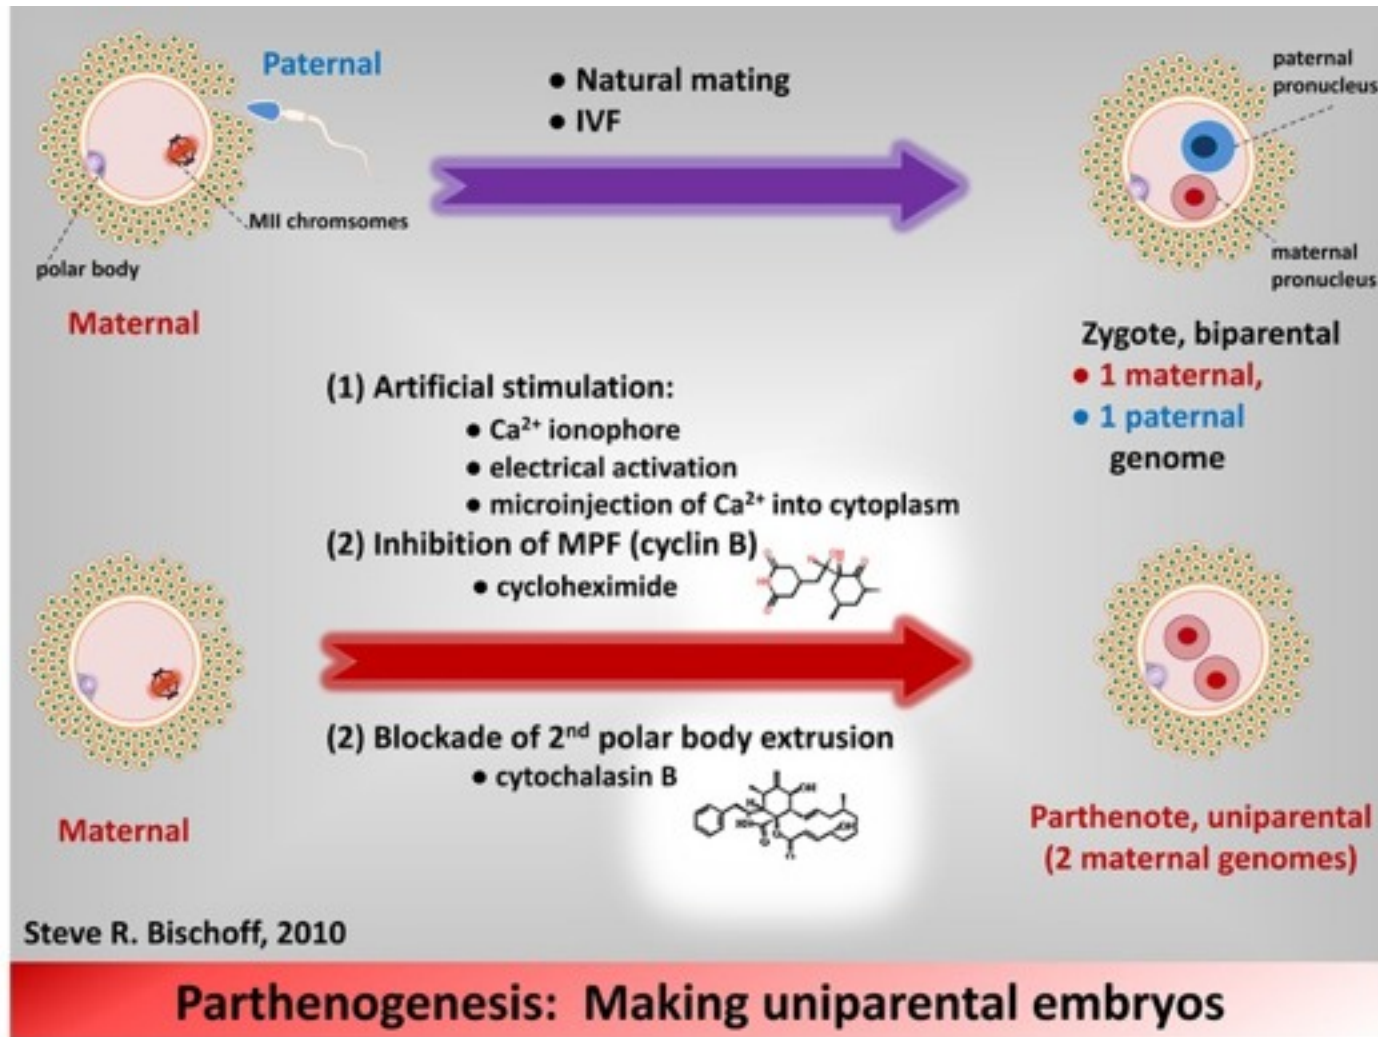 Paternal
● Natural mating
● IVF
paternal
pronucleus
MII chromsomes
polar body
maternal
pronucleus
Maternal
Zygote, biparental
● 1 maternal,
● 1 paternal
genome
(1) Artificial stimulation:
● Ca²⁺ ionophore
● electrical activation
● microinjection of Ca²⁺ into cytoplasm
(2) Inhibition of MPF (cyclin B)
● cycloheximide
(2) Blockade of 2ⁿᵈ polar body extrusion
● cytochalasin B
Maternal
Parthenote, uniparental
(2 maternal genomes)
Steve R. Bischoff, 2010
Parthenogenesis: Making uniparental embryos